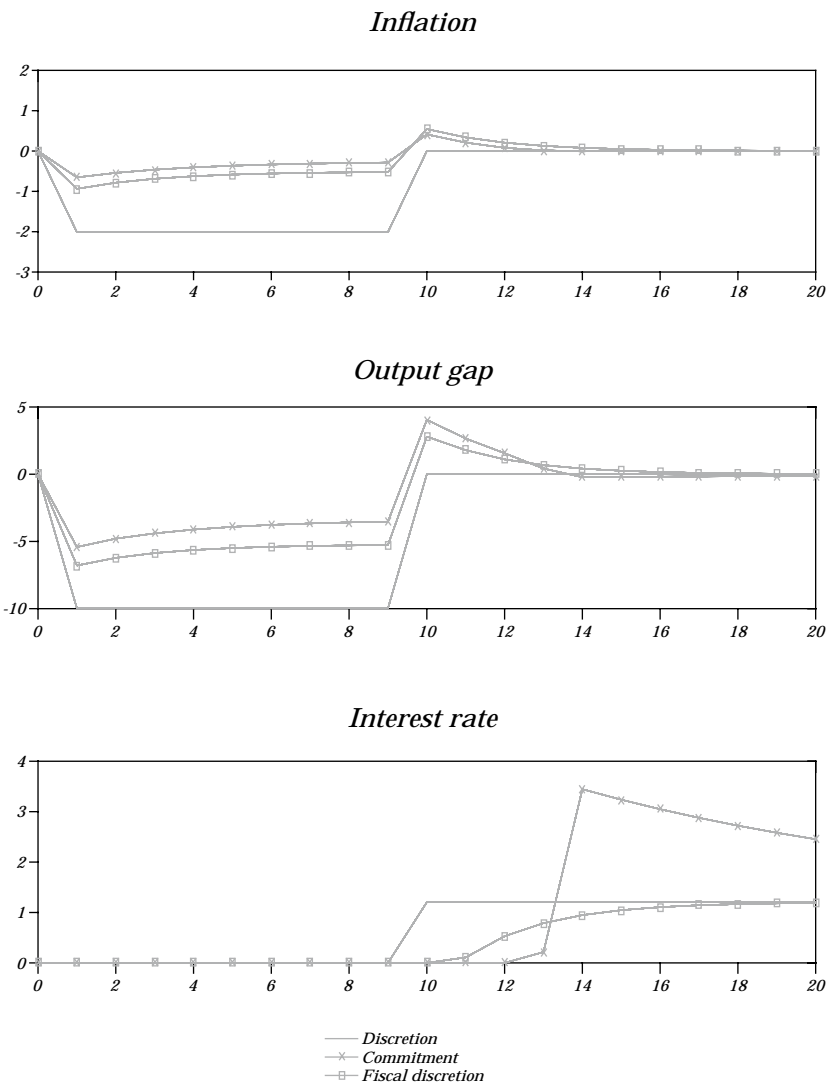 Inflation
2
1
0
-1
-2
-3
0 2 4 6 8 10 12 14 16 18 20
Output gap
5
0
-5
-10
0 2 4 6 8 10 12 14 16 18 20
Interest rate
4
3
2
1
0
0 2 4 6 8 10 12 14 16 18 20
Discretion
Commitment
Fiscal discretion